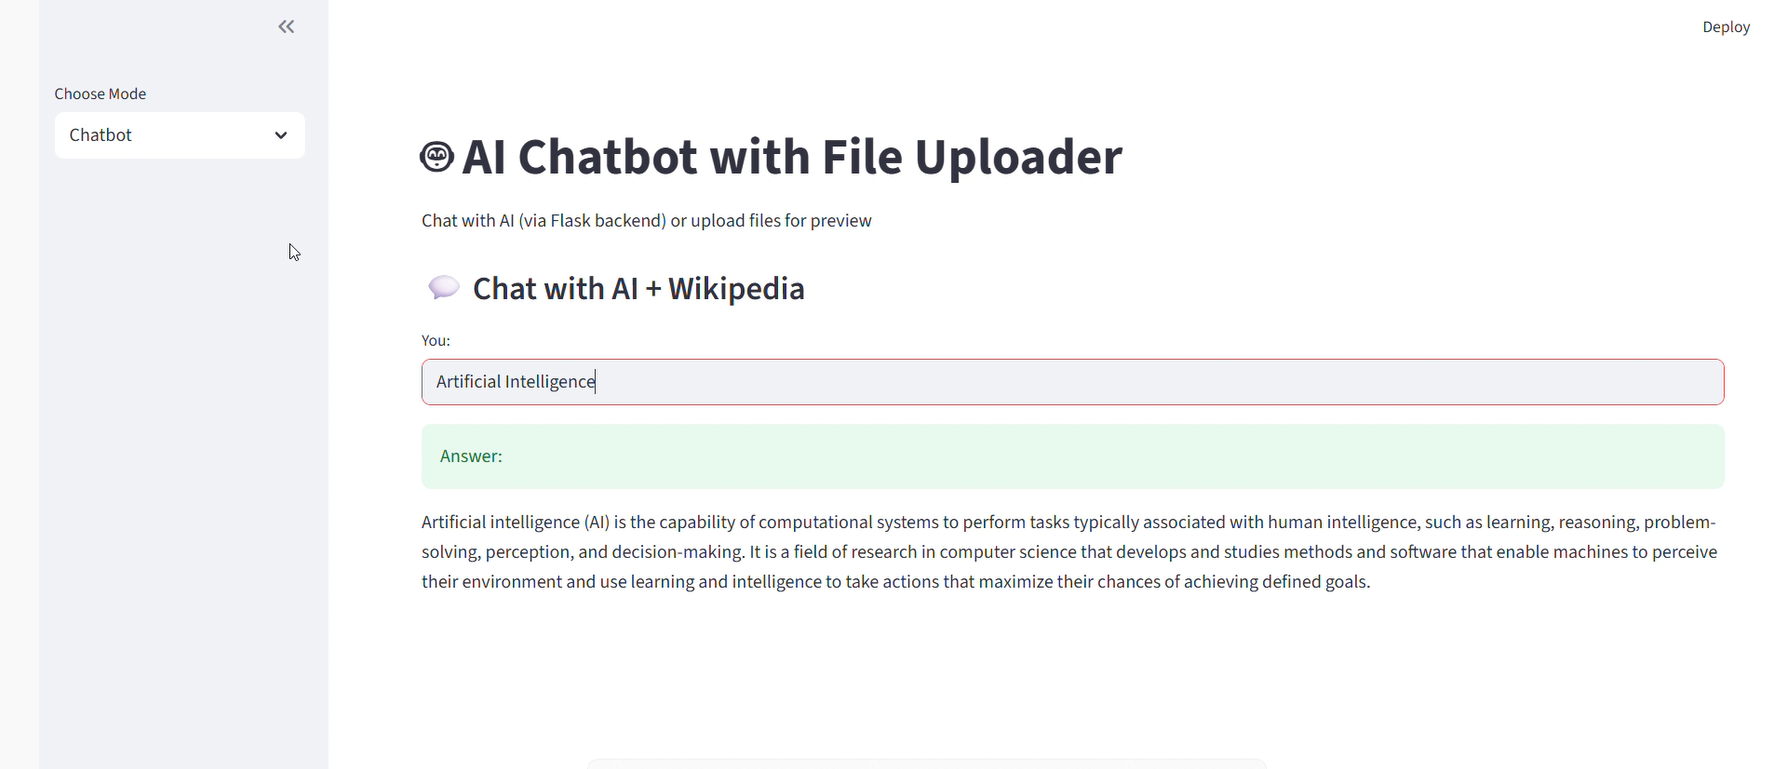 Deploy
Choose Mode
Chatbot
AI Chatbot with File Uploader
Chat with AI (via Flask backend) or upload files for preview
Chat with AI + Wikipedia
You:
Artificial Intelligence
Answer:
Artificial intelligence (AI) is the capability of computational systems to perform tasks typically associated with human intelligence, such as learning, reasoning, problem-
solving, perception, and decision-making. It is a field of research in computer science that develops and studies methods and software that enable machines to perceive
their environment and use learning and intelligence to take actions that maximize their chances of achieving defined goals.